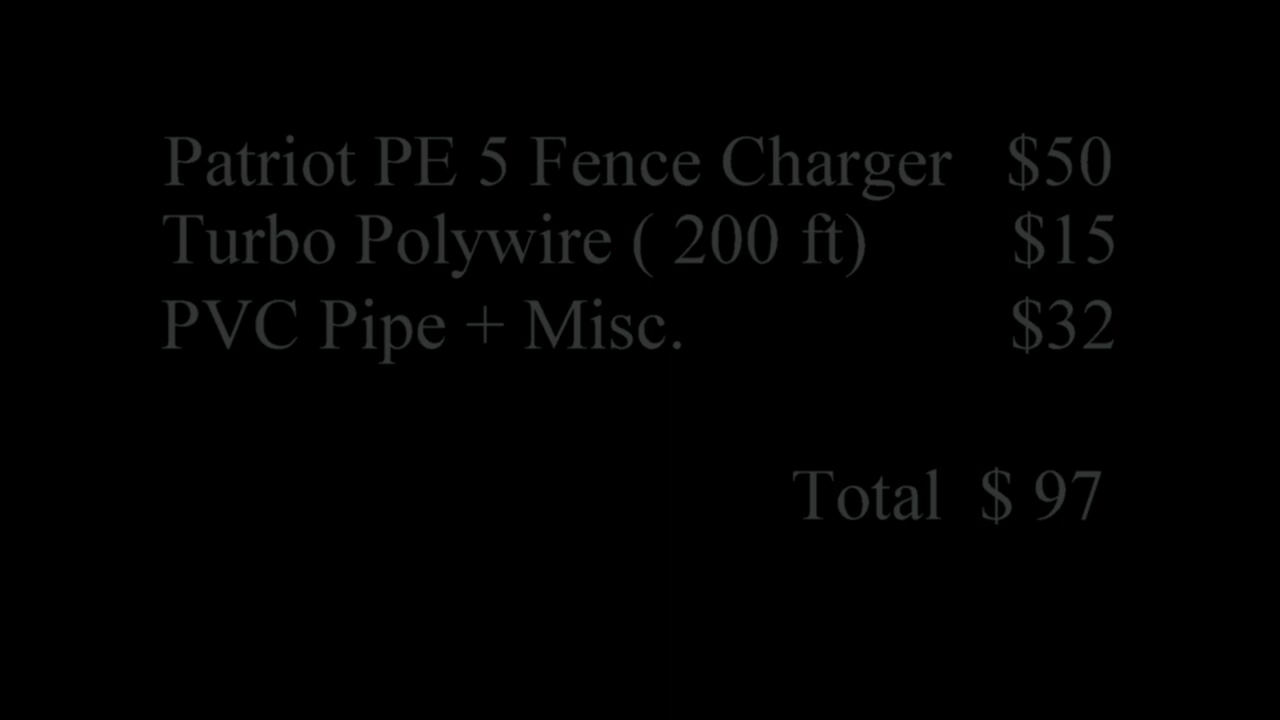 Patriot PE 5 Fence Charger $50
Turbo Polywire ( 200 ft) $15
PVC Pipe + Misc. $32
Total $ 97